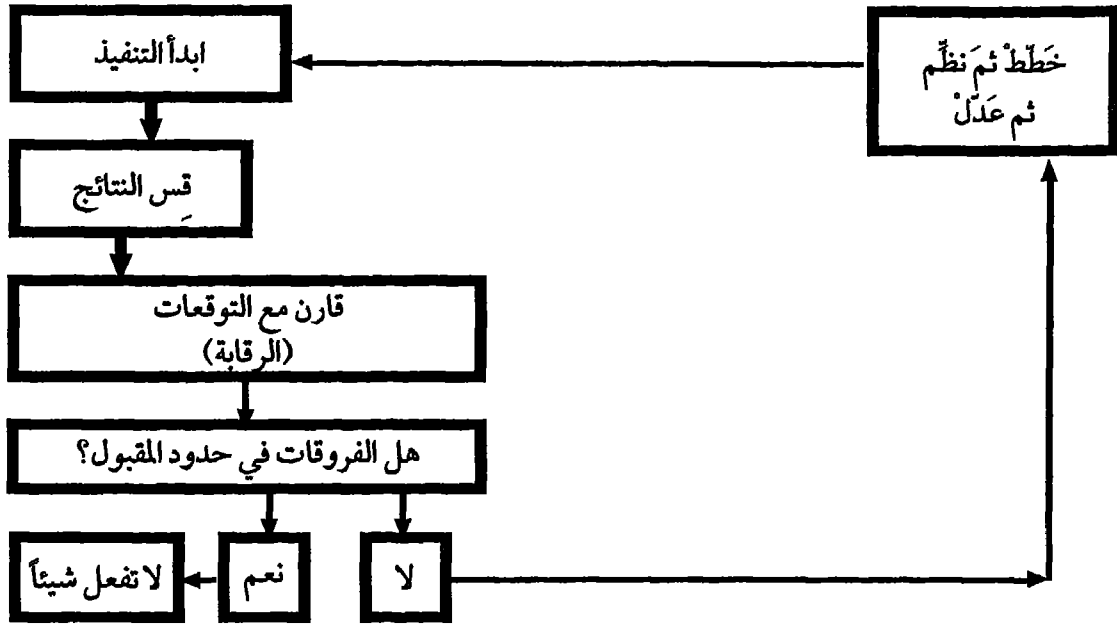 خَطّطْ ثمَ نظِّم
ثم عَدّلْ
ابدأ التنفيذ
قِس النتائج
قارن مع التوقعات
(الرقابة)
هل الفروقات في حدود المقبول؟
لا
نعم
لا تفعل شيئاً